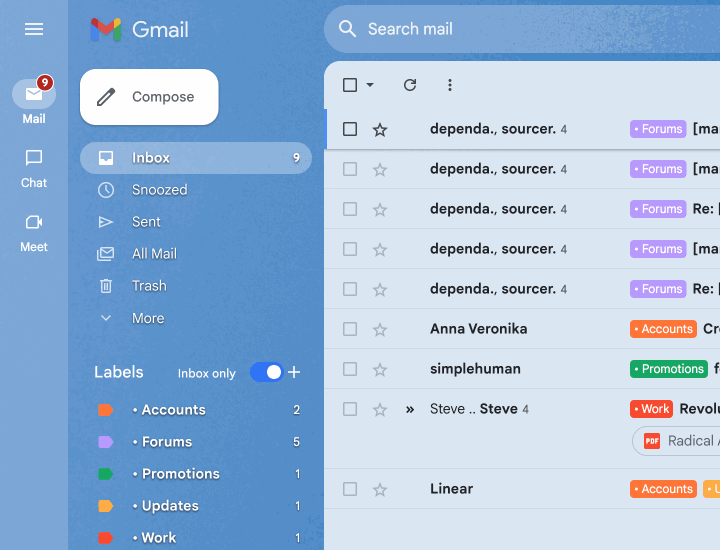 Gmail
Search mail
9
Mail
Compose
Chat
Meet
Inbox 9
Snoozed
Sent
All Mail
Trash
More
Labels Inbox only
• Accounts 2
• Forums 5
• Promotions 1
• Updates 1
• Work 1
dependa., sourcer. 4 • Forums [ma
dependa., sourcer. 4 • Forums [ma
dependa., sourcer. 4 • Forums Re: [
dependa., sourcer. 4 • Forums [ma
dependa., sourcer. 4 • Forums Re: [
Anna Veronika • Accounts Cr
simplehuman • Promotions f
Steve .. Steve 4 • Work Revolu
PDF Radical A
Linear • Accounts • U